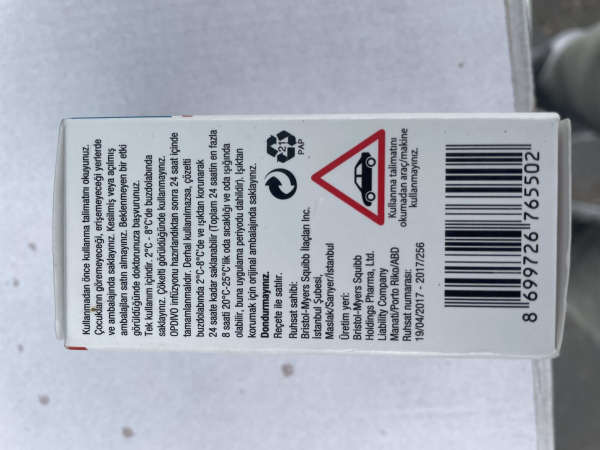 Kullanmadan önce kullanma talimatını okuyunuz.
Çocukların göremeyeceği, erişemeyeceği yerlerde
ve ambalajında saklayınız. Kesilmiş veya açılmış
ambalajları satın almayınız. Beklenmeyen bir etki
görüldüğünde doktorunuza başvurunuz.
Tek kullanım içindir. 2°C - 8°C'de buzdolabında
saklayınız. Çökelti görüldüğünde kullanmayınız.
OPDIVO infüzyonu hazırlandıktan sonra 24 saat içinde
tamamlanmalıdır. Derhal kullanılmazsa, çözelti
buzdolabında 2°C-8°C'de ve ışıktan korunarak
24 saate kadar saklanabilir (Toplam 24 saatin en fazla
8 saati 20°C-25°C'lik oda sıcaklığı ve oda ışığında
olabilir, buna uygulama periyodu dahildir). Işıktan
korumak için orijinal ambalajında saklayınız.
Dondurmayınız.
Reçete ile satılır.
Ruhsat sahibi:
Bristol-Myers Squibb İlaçları Inc.
İstanbul Şubesi,
Maslak/Sarıyer/İstanbul
Üretim yeri:
Bristol-Myers Squibb
Holdings Pharma, Ltd.
Liability Company
Manati/Porto Riko/ABD
Ruhsat numarası:
19/04/2017 - 2017/256
21
PAP
Kullanma talimatını
okumadan araç/makine
kullanmayınız.
8 699726 765502